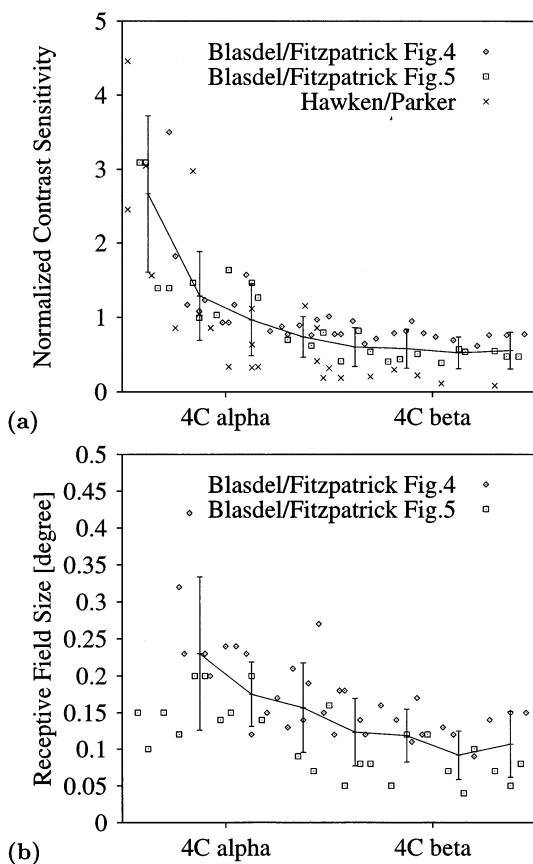 (a)
Normalized Contrast Sensitivity
5
4
3
2
1
0
Blasdel/Fitzpatrick Fig.4
Blasdel/Fitzpatrick Fig.5
Hawken/Parker
4C alpha 4C beta
(b)
Receptive Field Size [degree]
0.5
0.45
0.4
0.35
0.3
0.25
0.2
0.15
0.1
0.05
0
Blasdel/Fitzpatrick Fig.4
Blasdel/Fitzpatrick Fig.5
4C alpha 4C beta